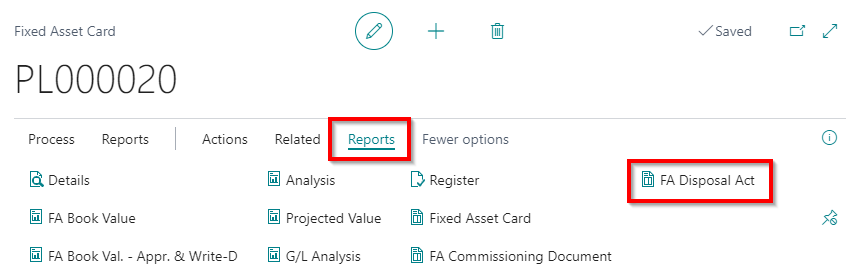 Fixed Asset Card
Saved
PL000020
Process Reports Actions Related Reports Fewer options
Details Analysis Register FA Disposal Act
FA Book Value Projected Value Fixed Asset Card
FA Book Val. - Appr. & Write-D G/L Analysis FA Commissioning Document